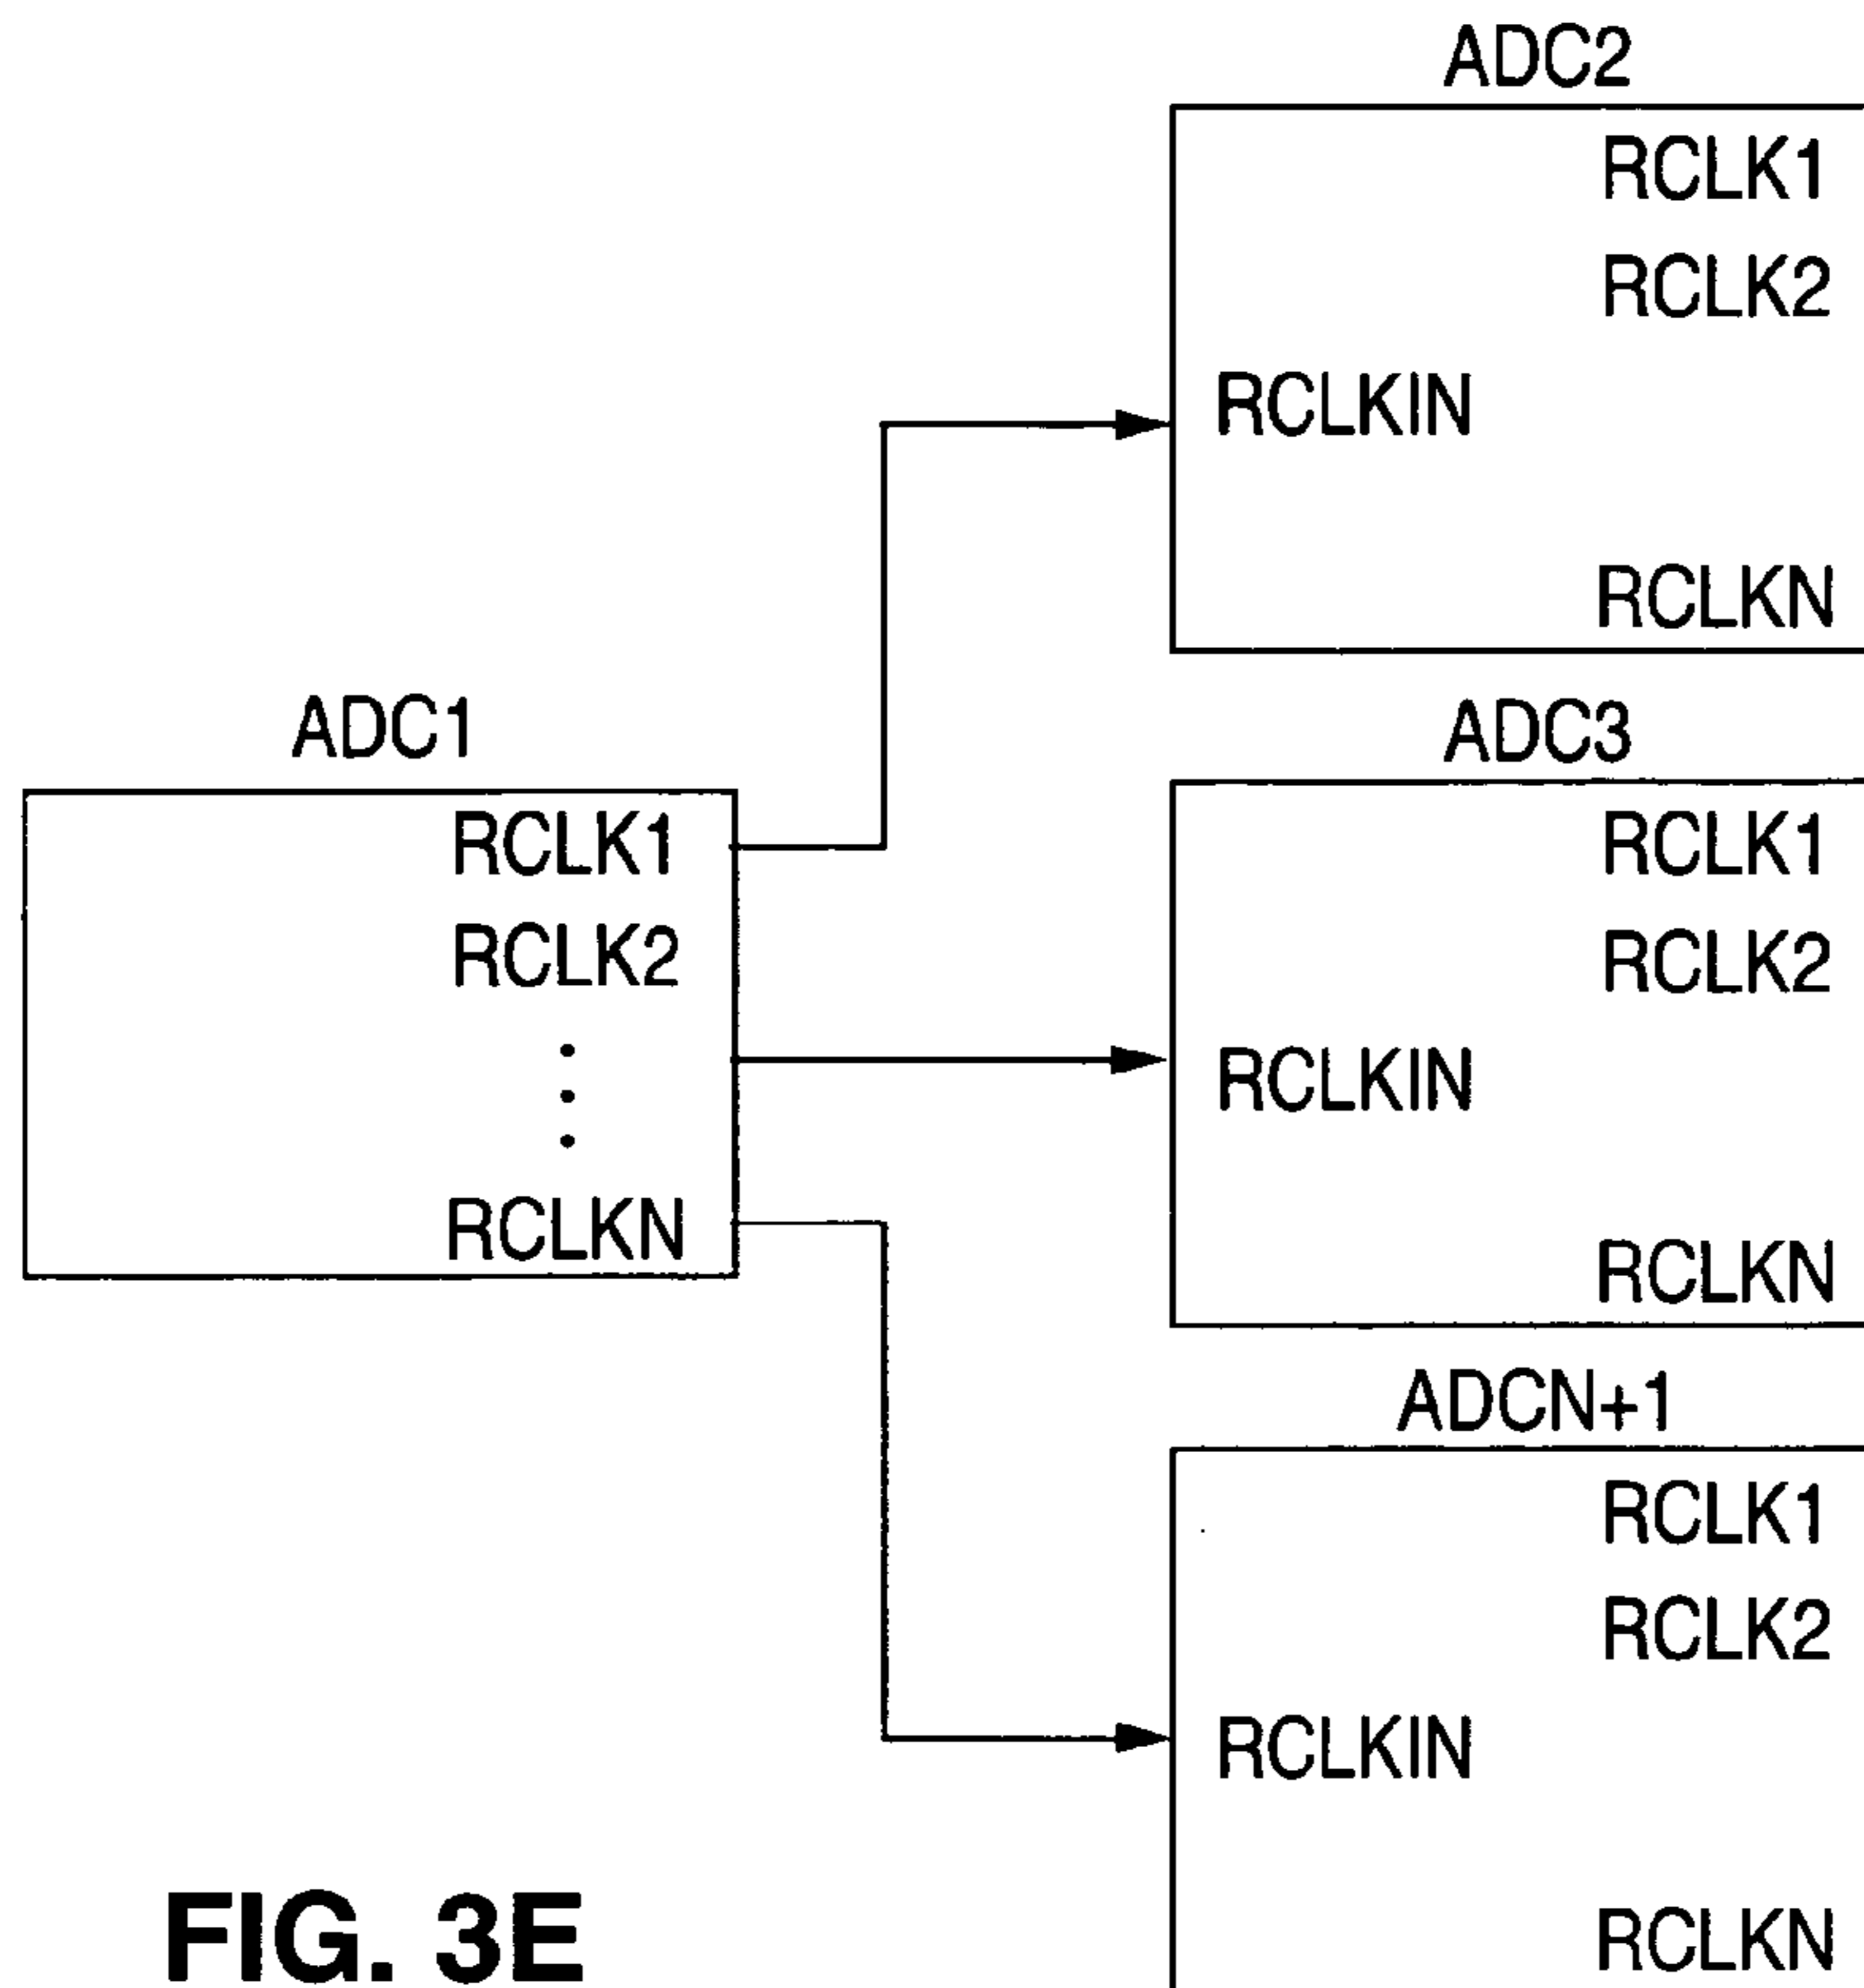 ADC2
RCLK1
RCLK2
RCLKIN
RCLKN
ADC1
RCLK1
RCLK2
RCLKN
ADC3
RCLK1
RCLK2
RCLKIN
RCLKN
ADCN+1
RCLK1
RCLK2
RCLKIN
RCLKN
FIG. 3E